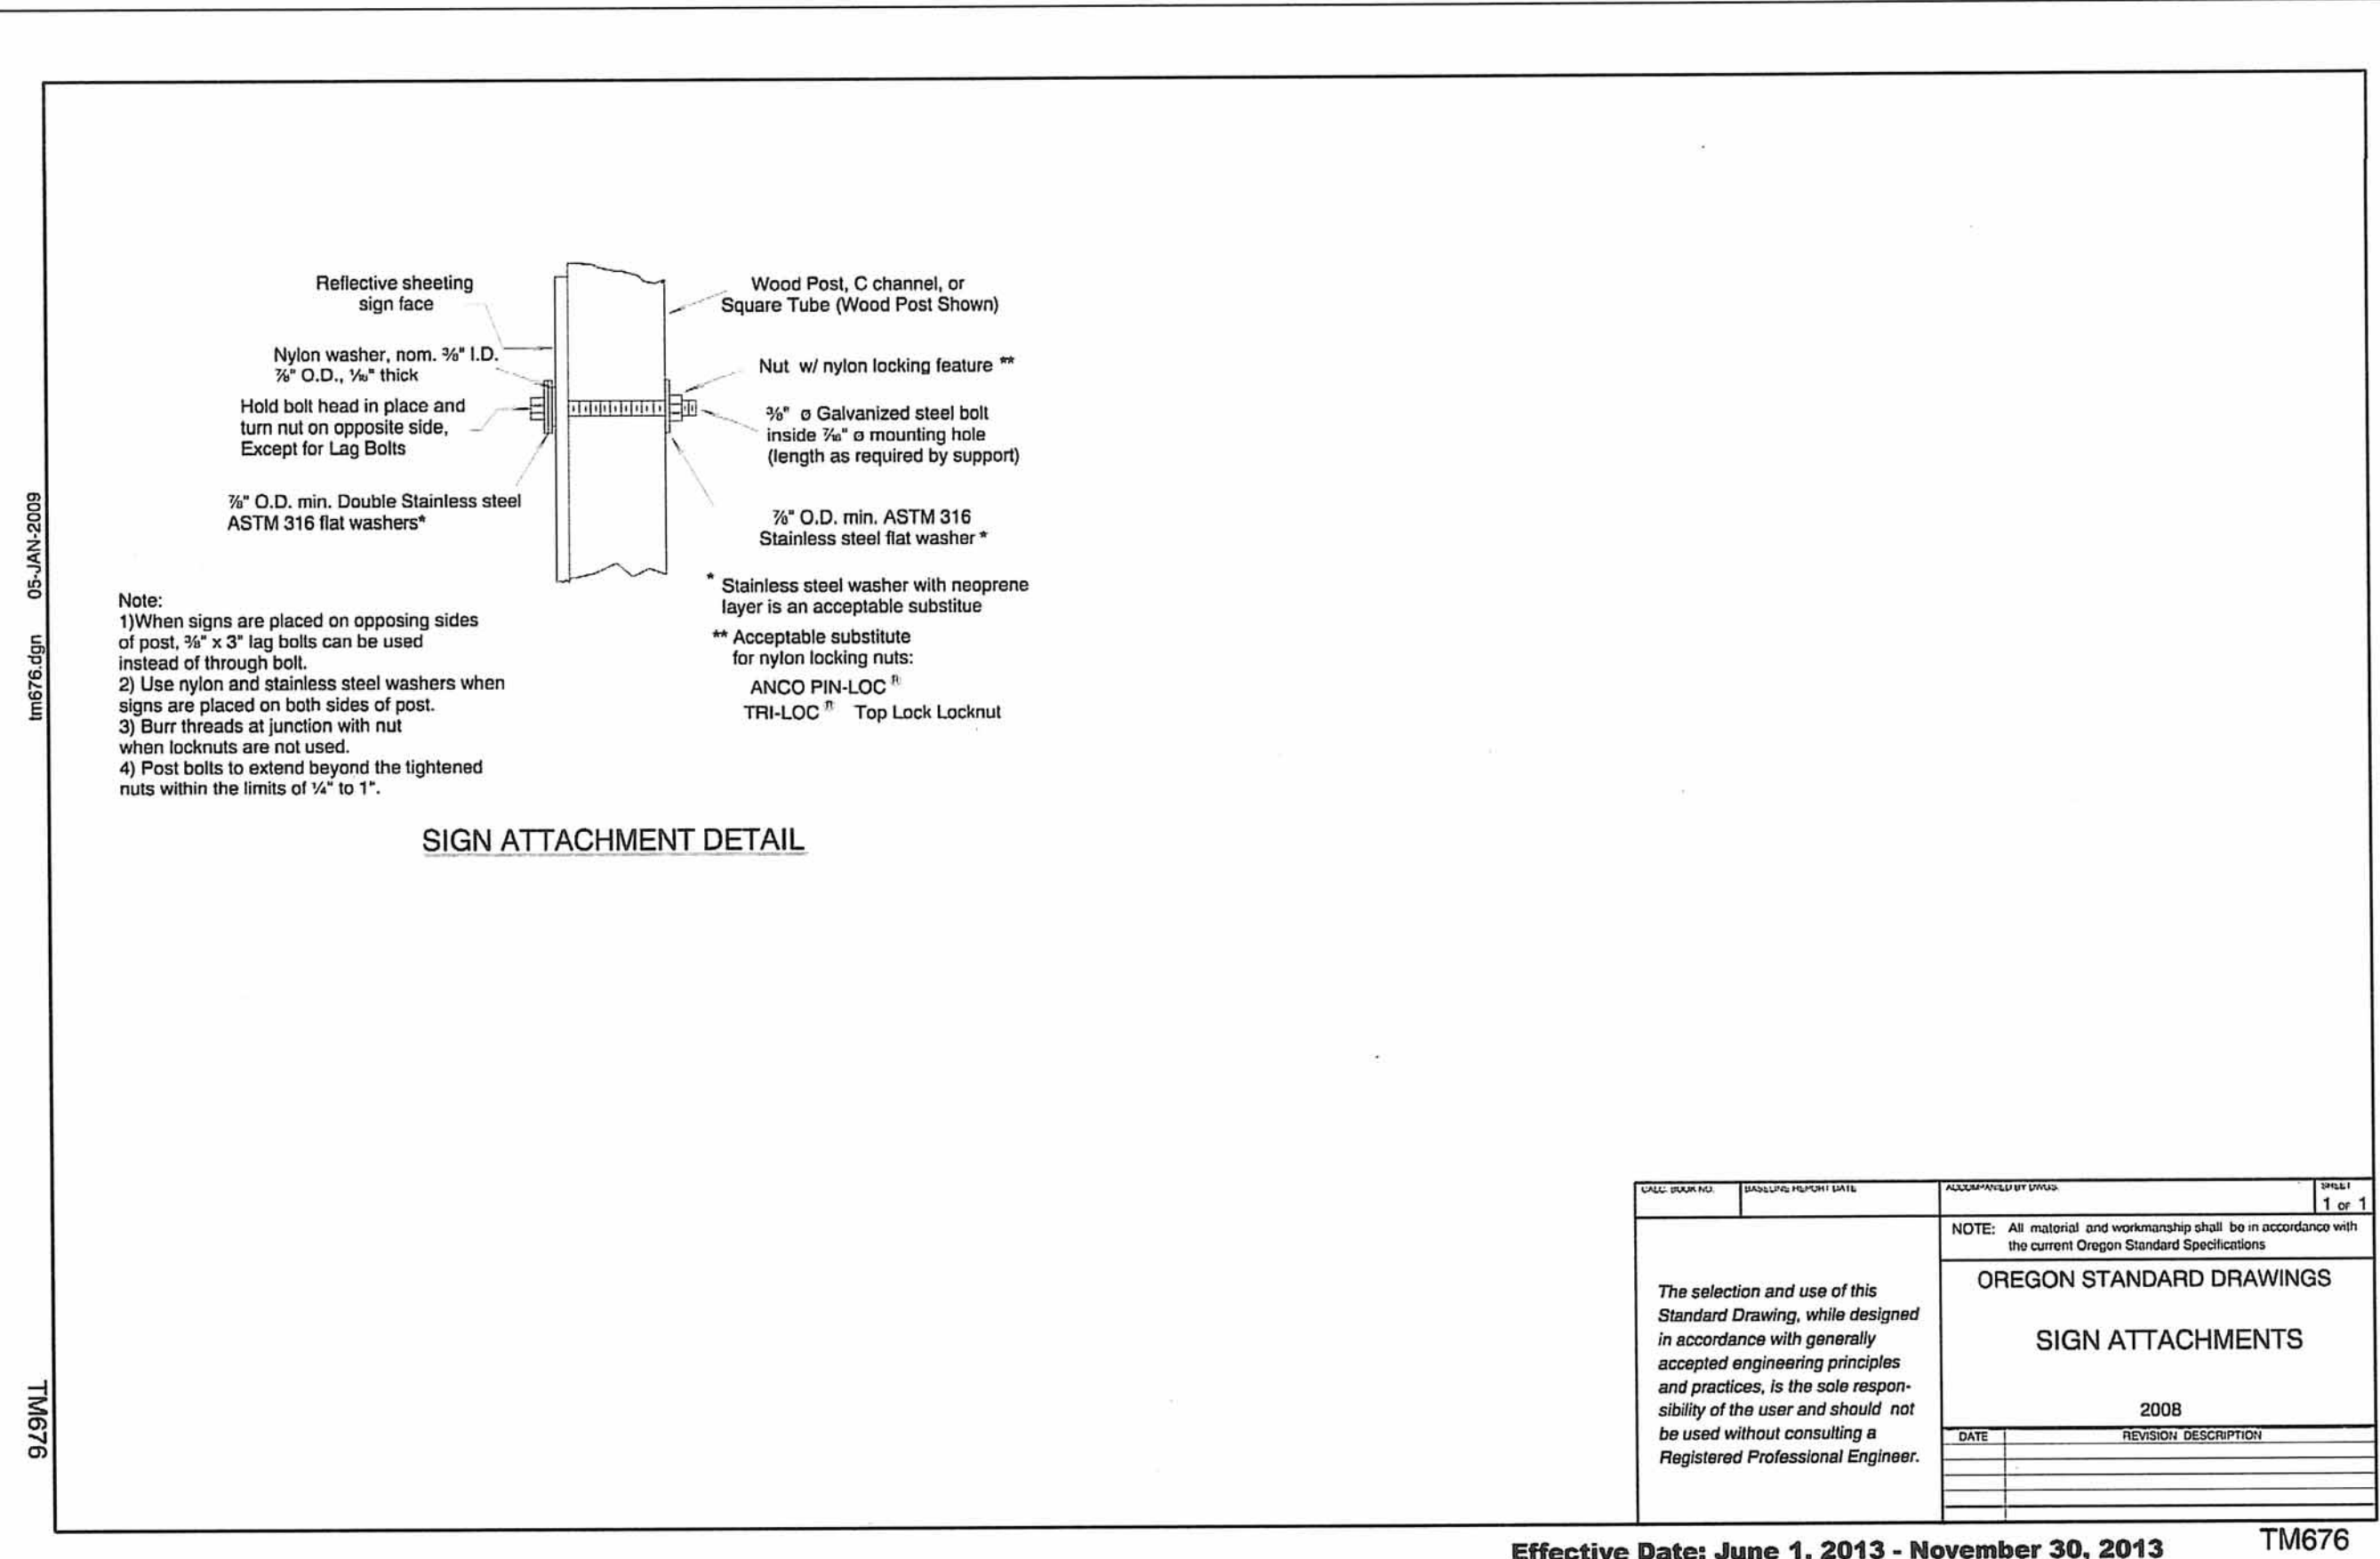 Reflective sheeting
sign face
Nylon washer, nom. ⅜" I.D.
⅞" O.D., 1/16" thick
Hold bolt head in place and
turn nut on opposite side,
Except for Lag Bolts
⅞" O.D. min. Double Stainless steel
ASTM 316 flat washers*
Wood Post, C channel, or
Square Tube (Wood Post Shown)
Nut w/ nylon locking feature **
⅜" ø Galvanized steel bolt
inside 7/16" ø mounting hole
(length as required by support)
⅞" O.D. min. ASTM 316
Stainless steel flat washer *
* Stainless steel washer with neoprene
layer is an acceptable substitue
** Acceptable substitute
for nylon locking nuts:
ANCO PIN-LOC ®
TRI-LOC ® Top Lock Locknut
Note:
1)When signs are placed on opposing sides
of post, ⅜" x 3" lag bolts can be used
instead of through bolt.
2) Use nylon and stainless steel washers when
signs are placed on both sides of post.
3) Burr threads at junction with nut
when locknuts are not used.
4) Post bolts to extend beyond the tightened
nuts within the limits of ¼" to 1".
SIGN ATTACHMENT DETAIL
tm676.dgn 05-JAN-2009
TM676
CALC. BOOK NO.
BASELINE REPORT DATE
ACCOMPANIED BY DWGS.
SHEET
1 OF 1
NOTE: All material and workmanship shall be in accordance with
the current Oregon Standard Specifications
The selection and use of this
Standard Drawing, while designed
in accordance with generally
accepted engineering principles
and practices, is the sole respon-
sibility of the user and should not
be used without consulting a
Registered Professional Engineer.
OREGON STANDARD DRAWINGS
SIGN ATTACHMENTS
2008
DATE REVISION DESCRIPTION
Effective Date: June 1, 2013 - November 30, 2013
TM676